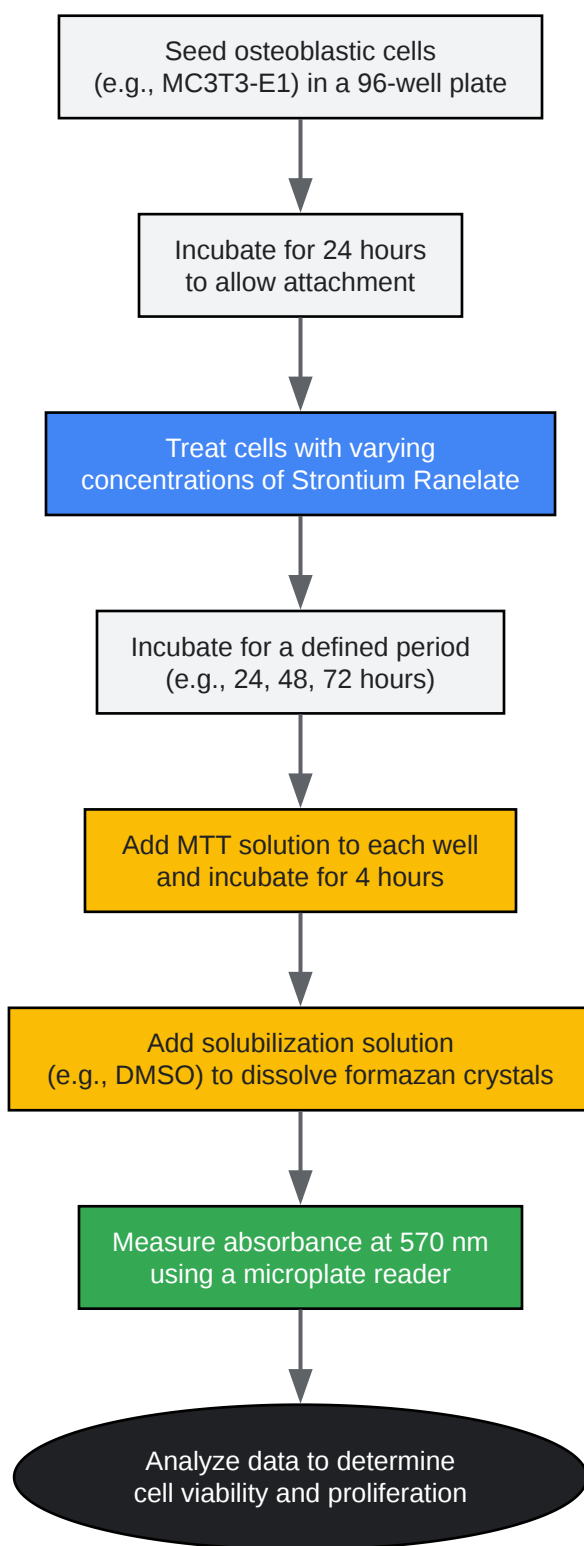 Seed osteoblastic cells
(e.g., MC3T3-E1) in a 96-well plate
Incubate for 24 hours
to allow attachment
Treat cells with varying
concentrations of Strontium Ranelate
Incubate for a defined period
(e.g., 24, 48, 72 hours)
Add MTT solution to each well
and incubate for 4 hours
Add solubilization solution
(e.g., DMSO) to dissolve formazan crystals
Measure absorbance at 570 nm
using a microplate reader
Analyze data to determine
cell viability and proliferation